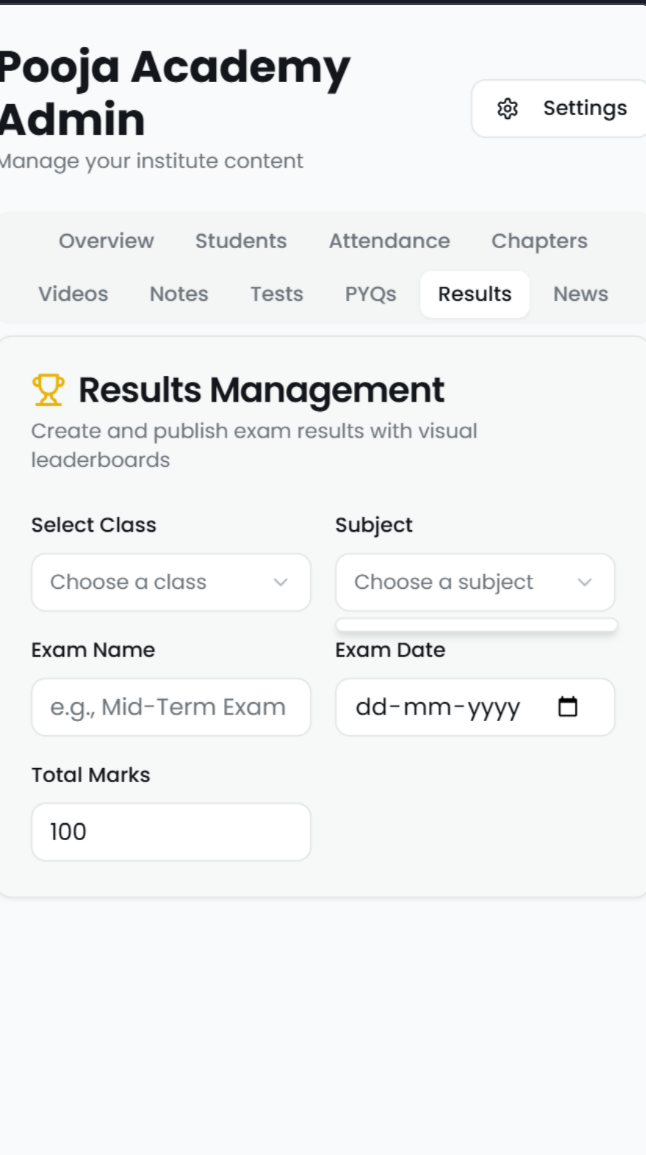 Pooja Academy
Admin
Manage your institute content
Settings
Overview Students Attendance Chapters
Videos Notes Tests PYQs Results News
Results Management
Create and publish exam results with visual
leaderboards
Select Class Subject
Choose a class Choose a subject
Exam Name Exam Date
e.g., Mid-Term Exam dd-mm-yyyy
Total Marks
100